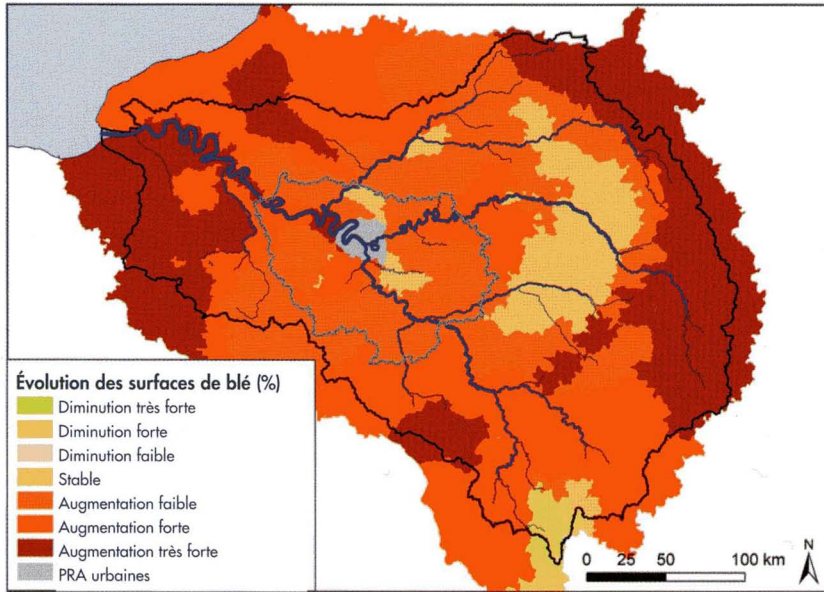 Évolution des surfaces de blé (%)
Diminution très forte
Diminution forte
Diminution faible
Stable
Augmentation faible
Augmentation forte
Augmentation très forte
PRA urbaines
0 25 50 100 km
N